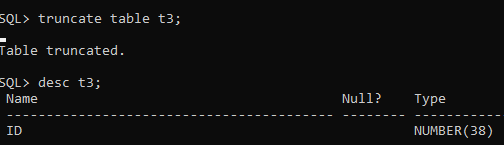 SQL> truncate table t3;
Table truncated.
SQL> desc t3;
Name Null? Type
----------------------------------------- -------- ----------
ID NUMBER(38)